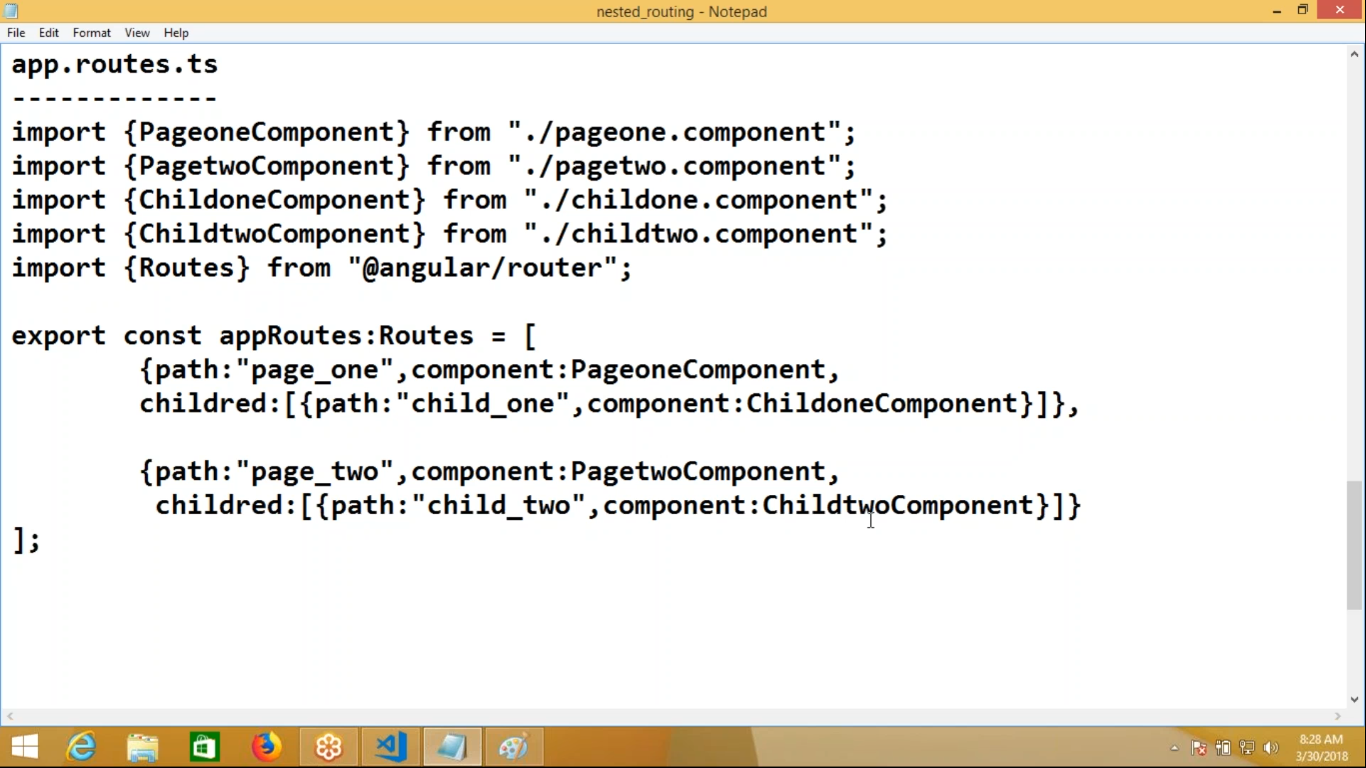 nested_routing - Notepad
File Edit Format View Help
app.routes.ts
-------------
import {PageoneComponent} from "./pageone.component";
import {PagetwoComponent} from "./pagetwo.component";
import {ChildoneComponent} from "./childone.component";
import {ChildtwoComponent} from "./childtwo.component";
import {Routes} from "@angular/router";
export const appRoutes:Routes = [
{path:"page_one",component:PageoneComponent,
childred:[{path:"child_one",component:ChildoneComponent}]},
{path:"page_two",component:PagetwoComponent,
childred:[{path:"child_two",component:ChildtwoComponent}]}
];
8:28 AM
3/30/2018